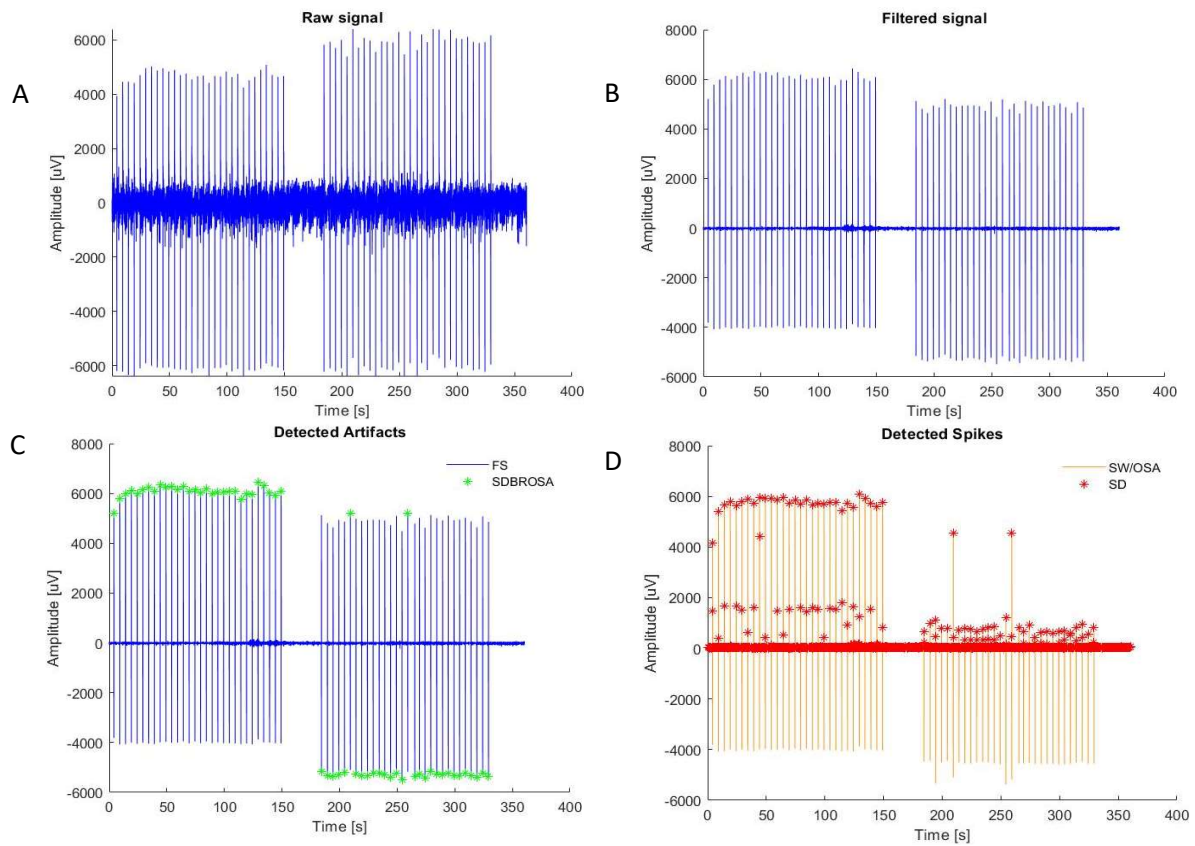 A
Raw signal
Amplitude [uV]
6000
4000
2000
0
-2000
-4000
-6000
0 50 100 150 200 250 300 350 400
Time [s]
B
Filtered signal
Amplitude [uV]
8000
6000
4000
2000
0
-2000
-4000
-6000
0 50 100 150 200 250 300 350 400
Time [s]
C
Detected Artifacts
FS
SDBROSA
Amplitude [uV]
8000
6000
4000
2000
0
-2000
-4000
-6000
0 50 100 150 200 250 300 350 400
Time [s]
D
Detected Spikes
SW/OSA
SD
Amplitude [uV]
8000
6000
4000
2000
0
-2000
-4000
-6000
0 50 100 150 200 250 300 350 400
Time [s]